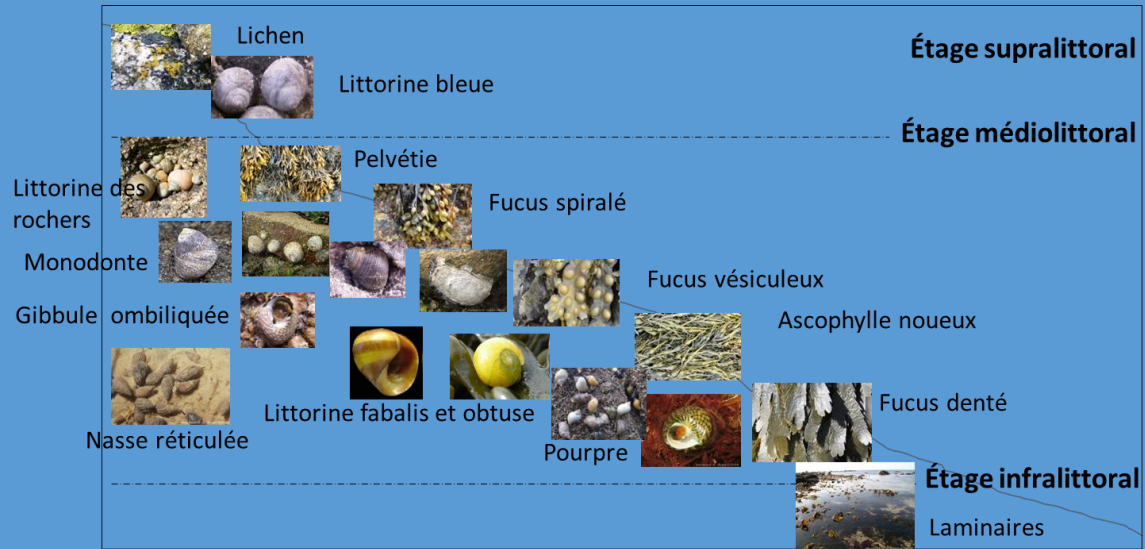 Lichen
Étage supralittoral
Littorine bleue
Étage médiolittoral
Pelvétie
Littorine des
rochers
Fucus spiralé
Monodonte
Fucus vésiculeux
Gibbule ombiliquée
Ascophylle noueux
Fucus denté
Littorine fabalis et obtuse
Nasse réticulée
Pourpre
Étage infralittoral
Laminaires